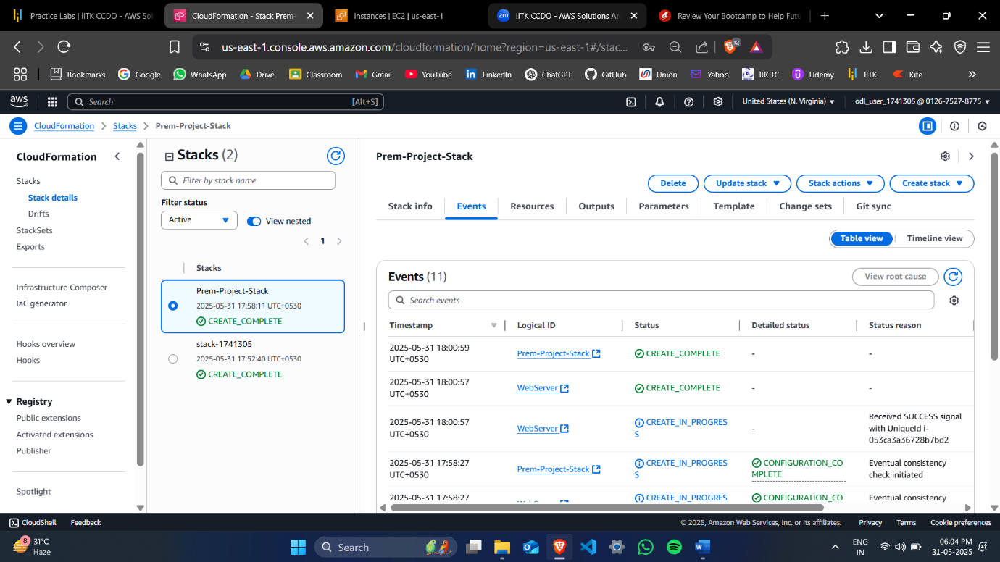 Practice Labs | IITK CCDO - AWS Sol
CloudFormation - Stack Prem-
Instances | EC2 | us-east-1
zm
IITK CCDO - AWS Solutions Ar
Review Your Bootcamp to Help Futu
us-east-1.console.aws.amazon.com/cloudformation/home?region=us-east-1#/stac...
12
Bookmarks
Google
WhatsApp
Drive
Classroom
Gmail
YouTube
LinkedIn
ChatGPT
GitHub
Union
Yahoo
IRCTC
Udemy
IITK
Kite
aws
Search
[Alt+S]
United States (N. Virginia)
odl_user_1741305 @ 0126-7527-8775
CloudFormation
Stacks
Prem-Project-Stack
CloudFormation
Stacks
Stack details
Drifts
StackSets
Exports
Infrastructure Composer
IaC generator
Hooks overview
Hooks
Registry
Public extensions
Activated extensions
Publisher
Spotlight
Stacks (2)
Filter by stack name
Filter status
Active
View nested
1
Stacks
Prem-Project-Stack
2025-05-31 17:58:11 UTC+0530
CREATE_COMPLETE
stack-1741305
2025-05-31 17:52:40 UTC+0530
CREATE_COMPLETE
Prem-Project-Stack
Delete
Update stack
Stack actions
Create stack
Stack info
Events
Resources
Outputs
Parameters
Template
Change sets
Git sync
Table view
Timeline view
Events (11)
View root cause
Search events
Timestamp
Logical ID
Status
Detailed status
Status reason
2025-05-31 18:00:59
UTC+0530
Prem-Project-Stack
CREATE_COMPLETE
-
-
2025-05-31 18:00:57
UTC+0530
WebServer
CREATE_COMPLETE
-
-
2025-05-31 18:00:57
UTC+0530
WebServer
CREATE_IN_PROGRES
S
-
Received SUCCESS signal
with UniqueId i-
053ca3a36728b7bd2
2025-05-31 17:58:27
UTC+0530
Prem-Project-Stack
CREATE_IN_PROGRES
S
CONFIGURATION_CO
MPLETE
Eventual consistency
check initiated
2025-05-31 17:58:27
WebServer
CREATE_IN_PROGRES
CONFIGURATION_CO
Eventual consistency
CloudShell
Feedback
© 2025, Amazon Web Services, Inc. or its affiliates.
Privacy
Terms
Cookie preferences
8
31°C
Haze
Search
ENG
IN
06:04 PM
31-05-2025